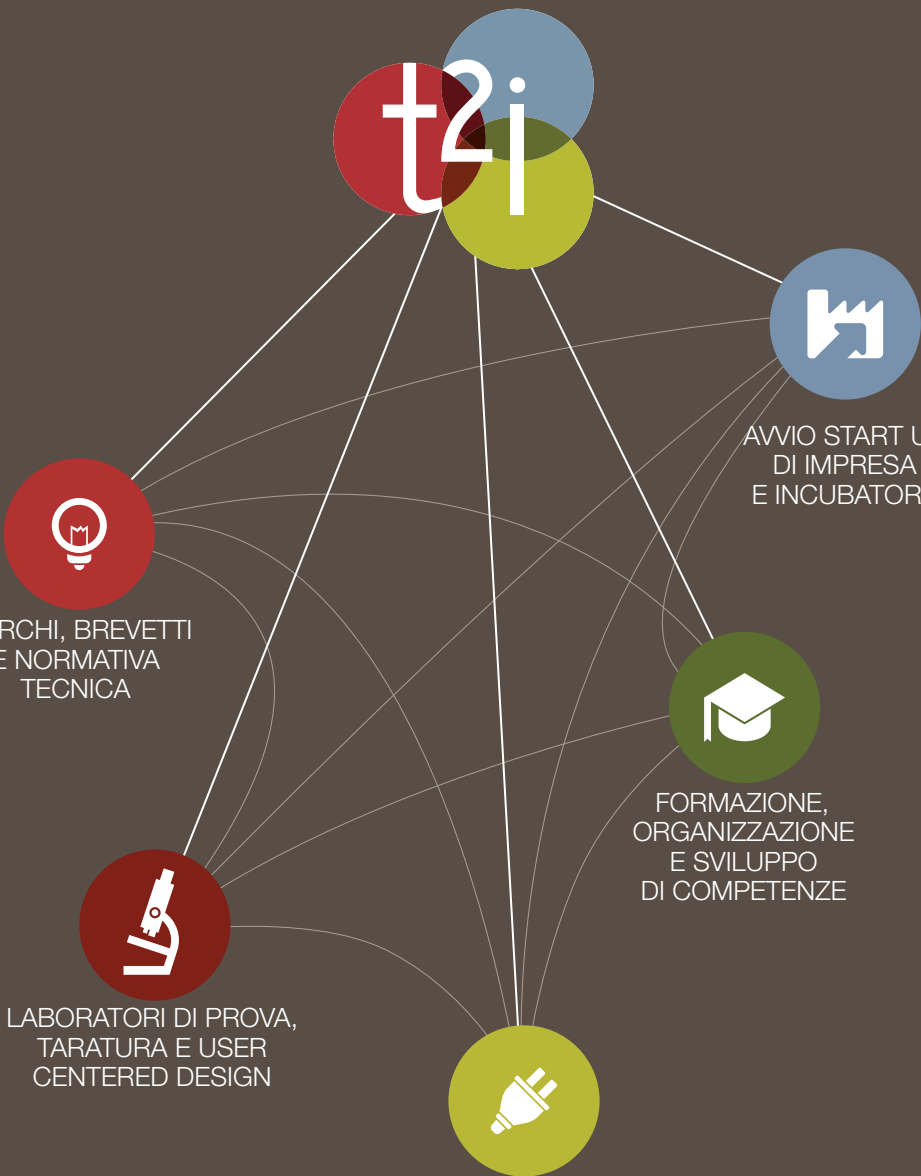 t2i
AVVIO START U
DI IMPRESA
E INCUBATOR
RCHI, BREVETTI
E NORMATIVA
TECNICA
FORMAZIONE,
ORGANIZZAZIONE
E SVILUPPO
DI COMPETENZE
LABORATORI DI PROVA,
TARATURA E USER
CENTERED DESIGN